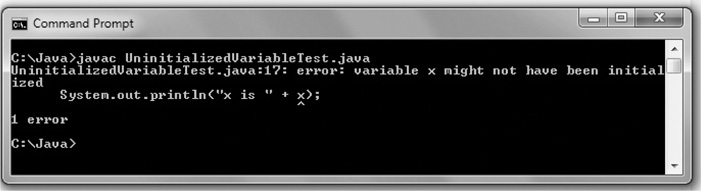 Command Prompt
C:\Java>javac UninitializedVariableTest.java
UninitializedVariableTest.java:17: error: variable x might not have been initial
ized
System.out.println("x is " + x);
^
1 error
C:\Java>